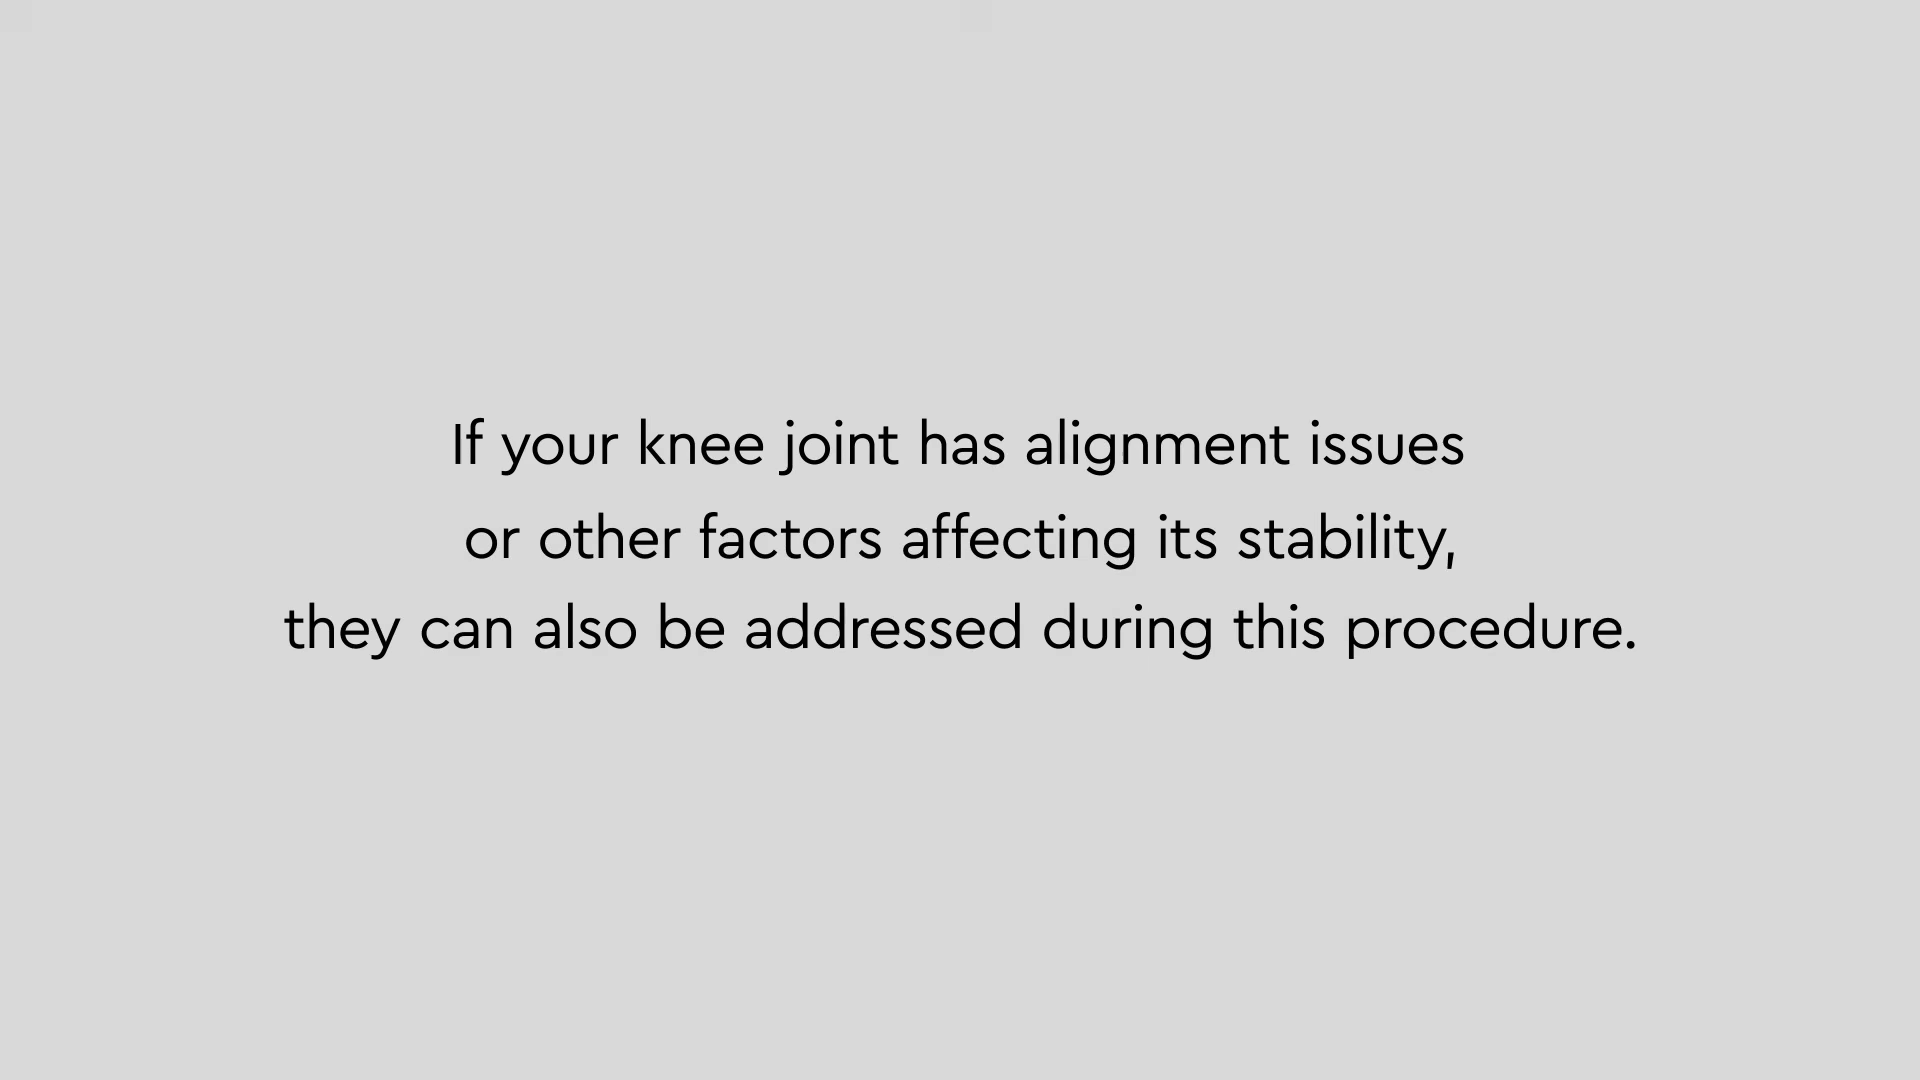 If your knee joint has alignment issues
or other factors affecting its stability,
they can also be addressed during this procedure.